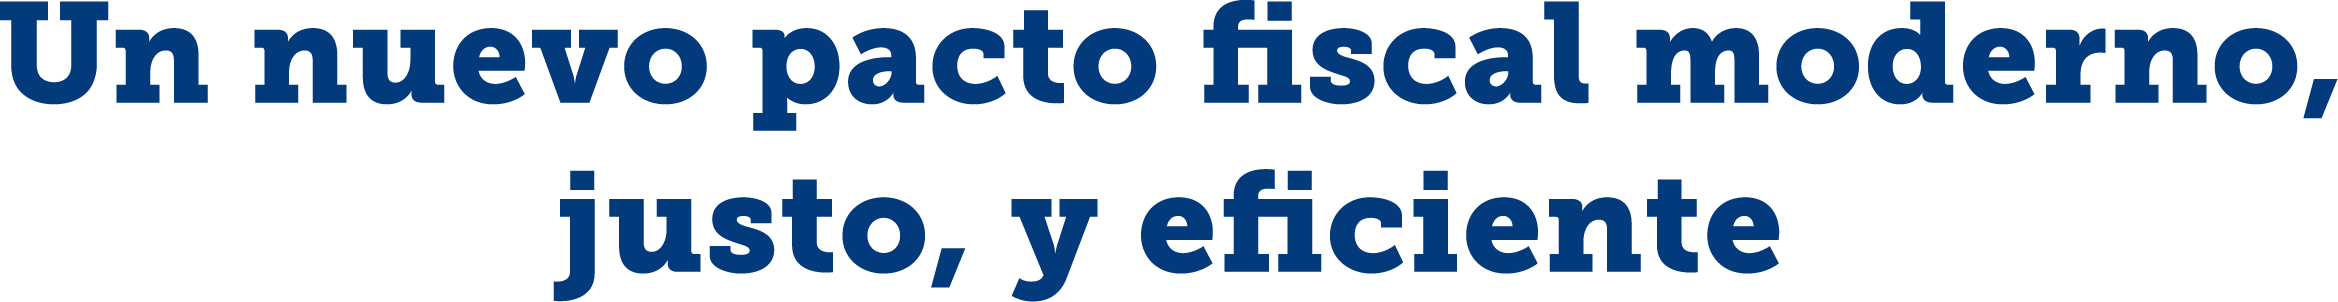 Un nuevo pacto fiscal moderno,
justo, y eficiente